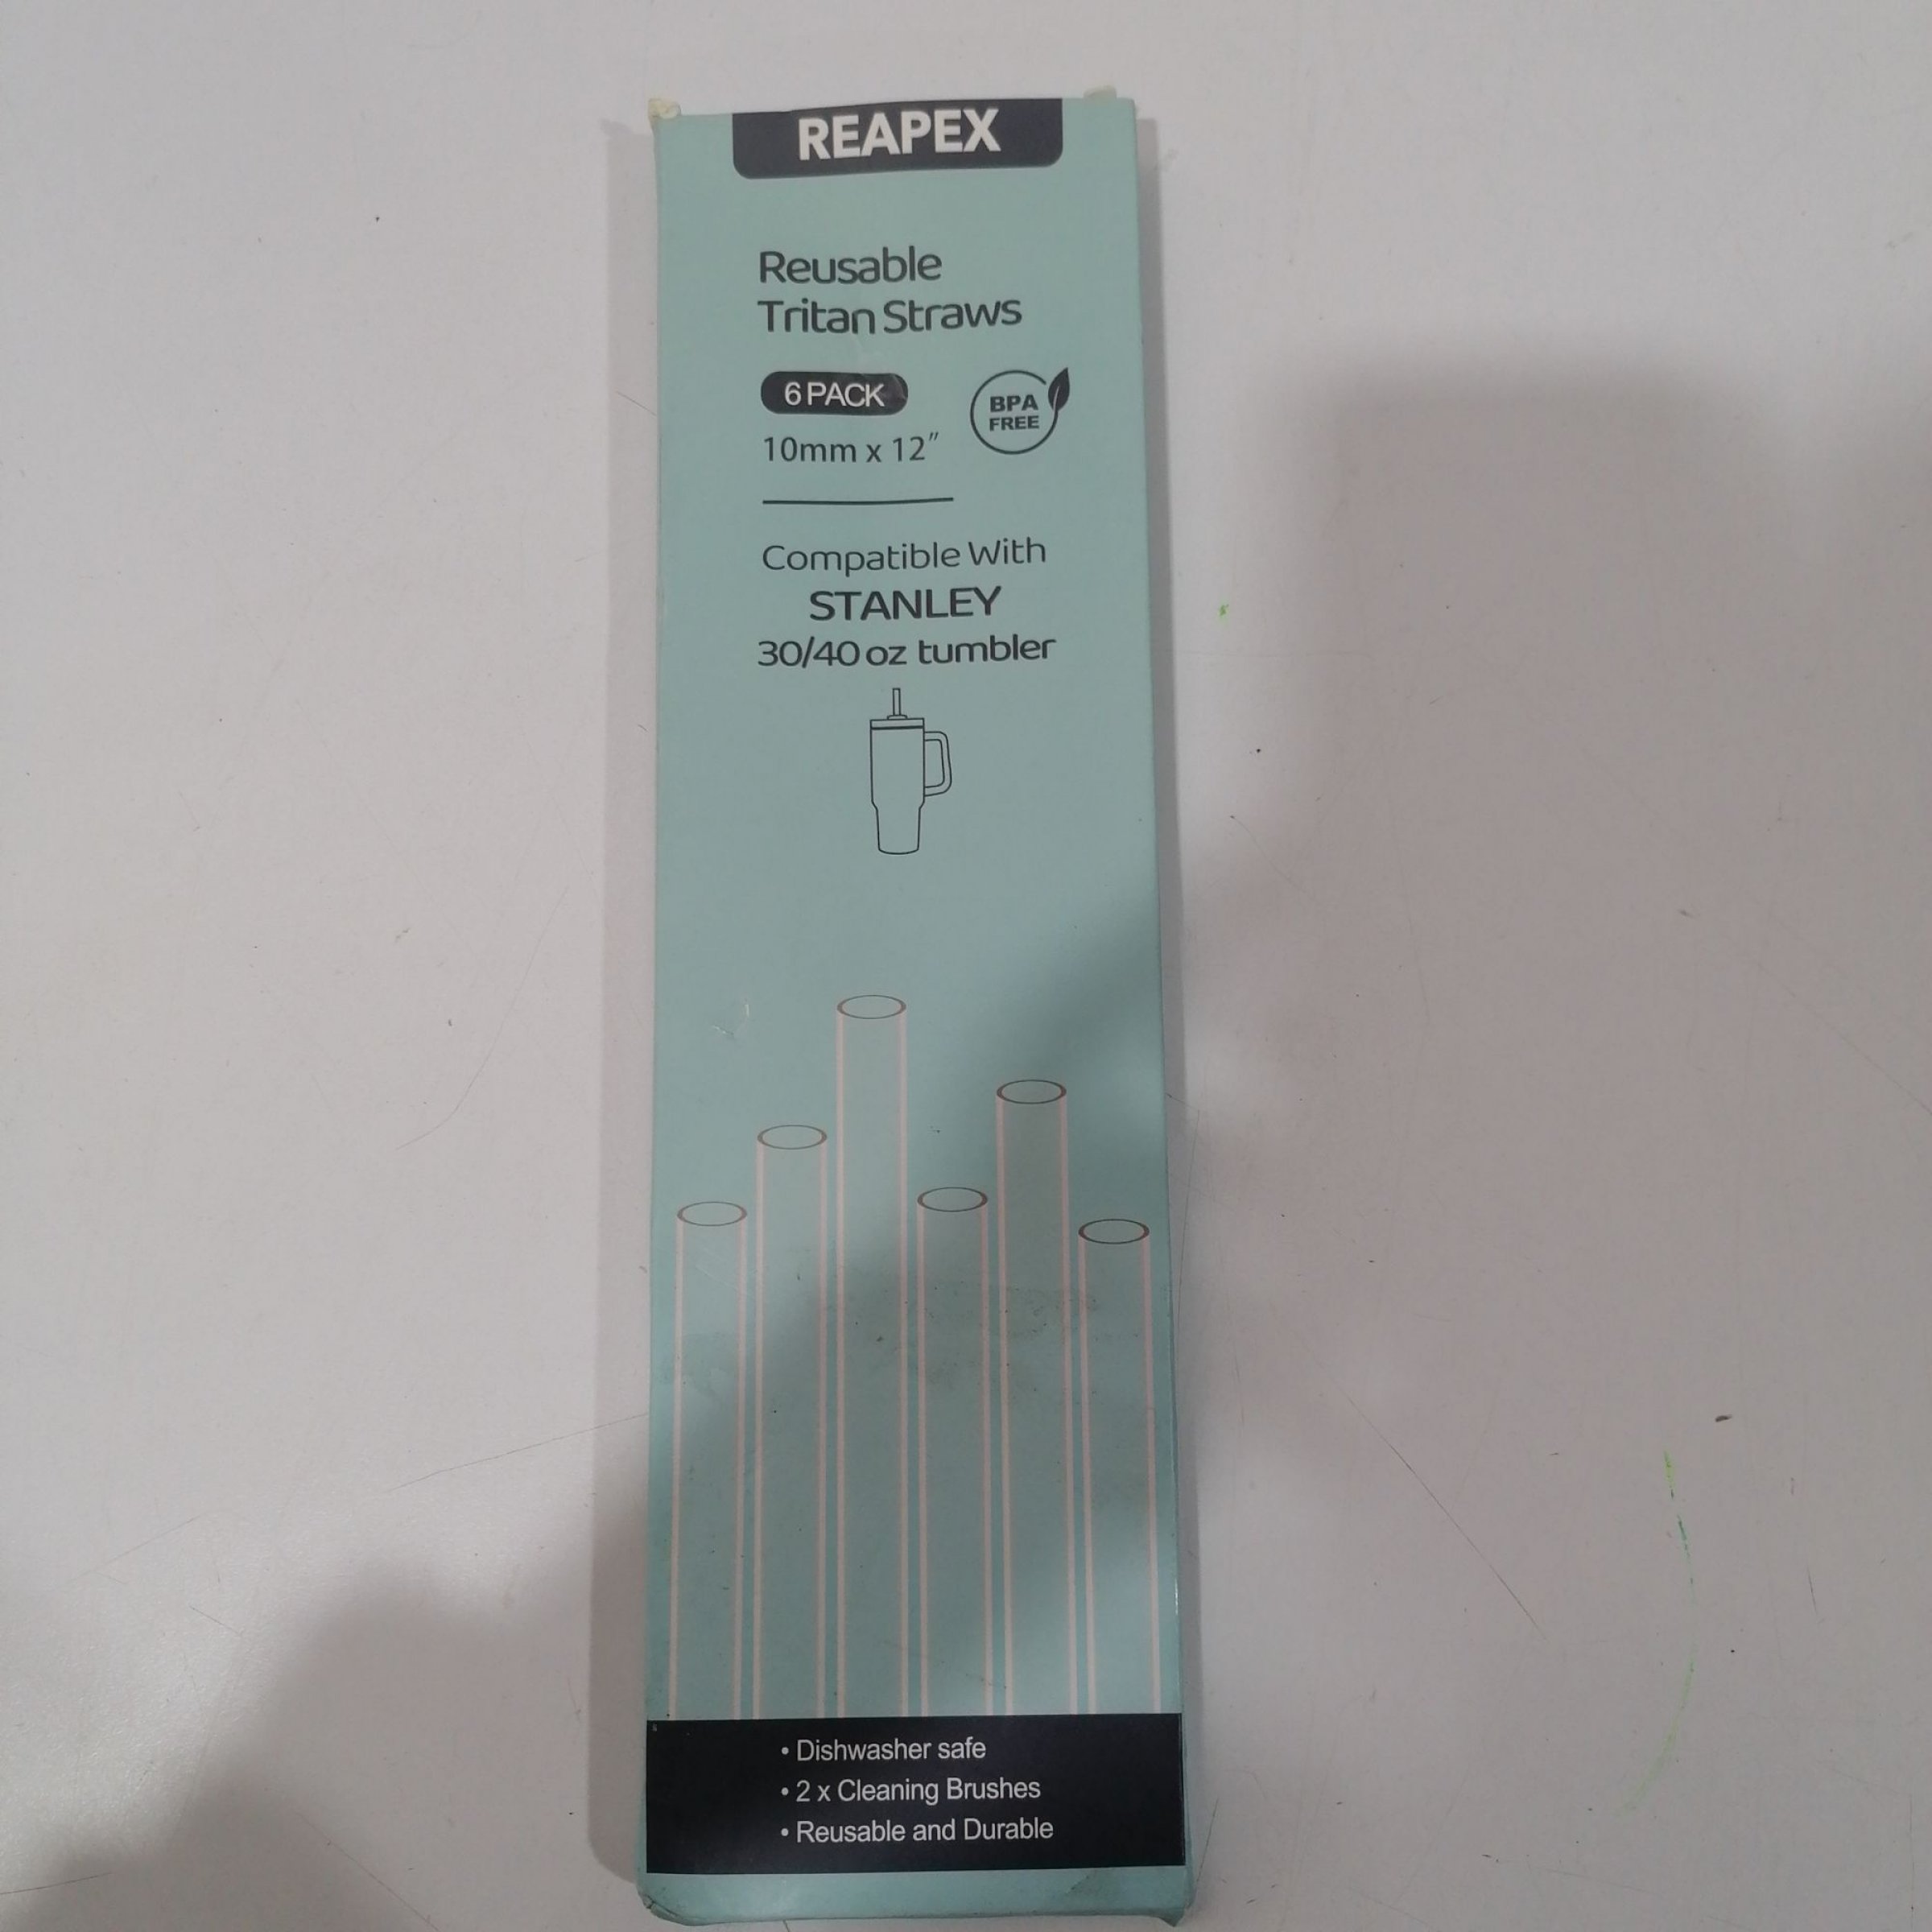 REAPEX
Reusable
Tritan Straws
6 PACK
BPA
FREE
10mm x 12"
Compatible With
STANLEY
30/40 oz tumbler
• Dishwasher safe
• 2 x Cleaning Brushes
• Reusable and Durable